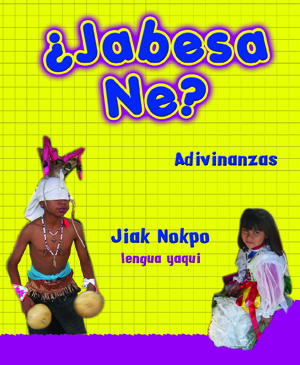 ¿Jabesa
Ne?
Adivinanzas
Jiak Nokpo
lengua yaqui